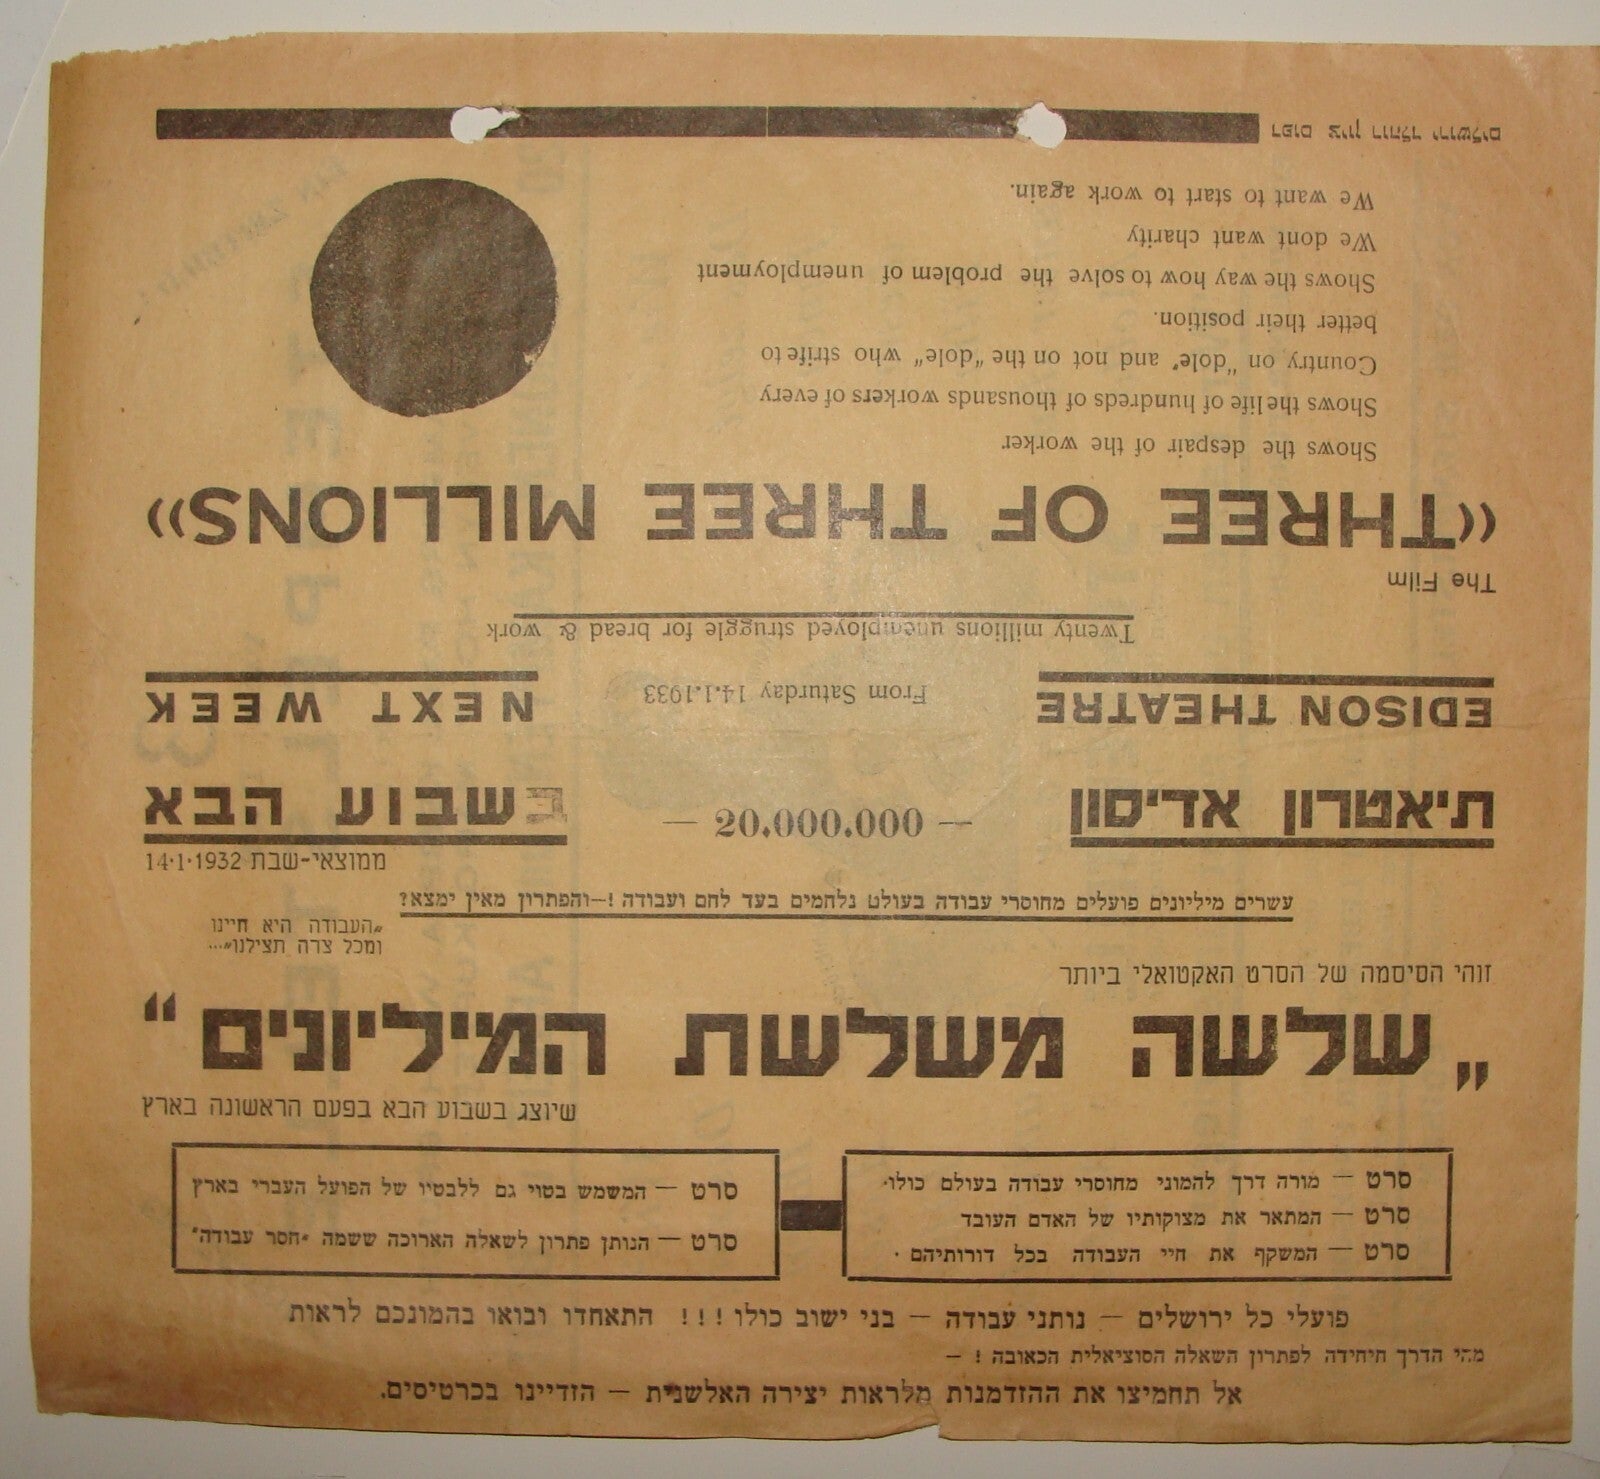 תיאטרון אדיסון
— 20.000.000 —
בשבוע הבא
ממוצאי-שבת 14·1·1932
עשרים מיליונים פועלים מחוסרי עבודה בעולם נלחמים בעד לחם ועבודה !—והפתרון מאין ימצא?
„העבודה היא חיינו
ומכל צרה תצילנו"...
זוהי הסיסמה של הסרט האקטואלי ביותר
„שלשה משלשת המיליונים"
שיוצג בשבוע הבא בפעם הראשונה בארץ
סרט — מורה דרך להמוני מחוסרי עבודה בעולם כולו.
סרט — המתאר את מצוקותיו של האדם העובד
סרט — המשקף את חיי העבודה בכל דורותיהם.
סרט — המשמש בטוי גם ללבטיו של הפועל העברי בארץ
סרט — הנותן פתרון לשאלה הארוכה ששמה „חסר עבודה"
פועלי כל ירושלים — נותני עבודה — בני ישוב כולו ! ! ! התאחדו ובואו בהמונכם לראות
מהי הדרך היחידה לפתרון השאלה הסוציאלית הכאובה ! —
אל תחמיצו את ההזדמנות מלראות יצירה האלשנית — הזדיינו בכרטיסים.
EDISON THEATRE
From Saturday 14.1.1933
NEXT WEEK
Twenty millions unemployed struggle for bread & work
The Film
«THREE OF THREE MILLIONS»
Shows the despair of the worker
Shows the life of hundreds of thousands workers of every
Country on "dole" and not on the "dole" who strife to
better their position.
Shows the way how to solve the problem of unemployment
We dont want charity
We want to start to work again.
דפוס ציון רוהלד ירושלים